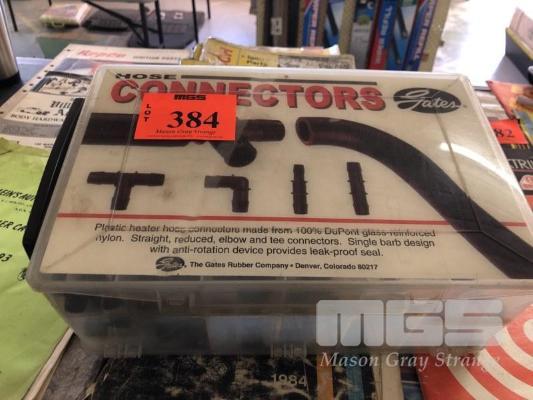 HOSE
CONNECTORS
Gates
LOT
MGS
384
Mason Gray Strange
Plastic heater hose connectors made from 100% DuPont glass-reinforced
nylon. Straight, reduced, elbow and tee connectors. Single barb design
with anti-rotation device provides leak-proof seal.
Gates
The Gates Rubber Company • Denver, Colorado 80217
82
1984
MGS
Mason Gray Strange